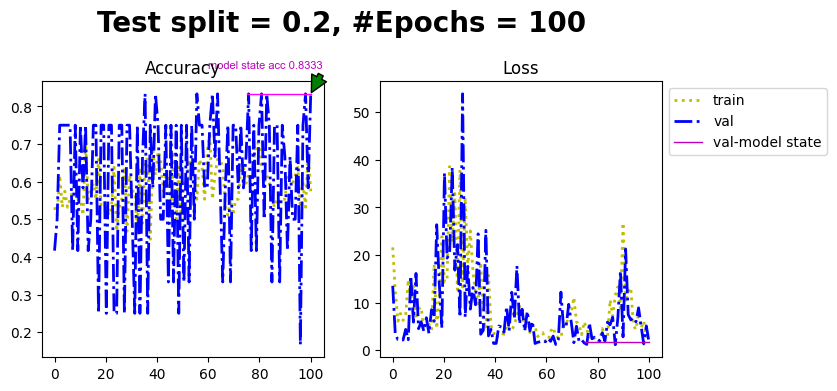 Test split = 0.2, #Epochs = 100
Accuracy
model state acc 0.8333
0.8
0.7
0.6
0.5
0.4
0.3
0.2
0 20 40 60 80 100
Loss
50
40
30
20
10
0
0 20 40 60 80 100
train
val
val-model state